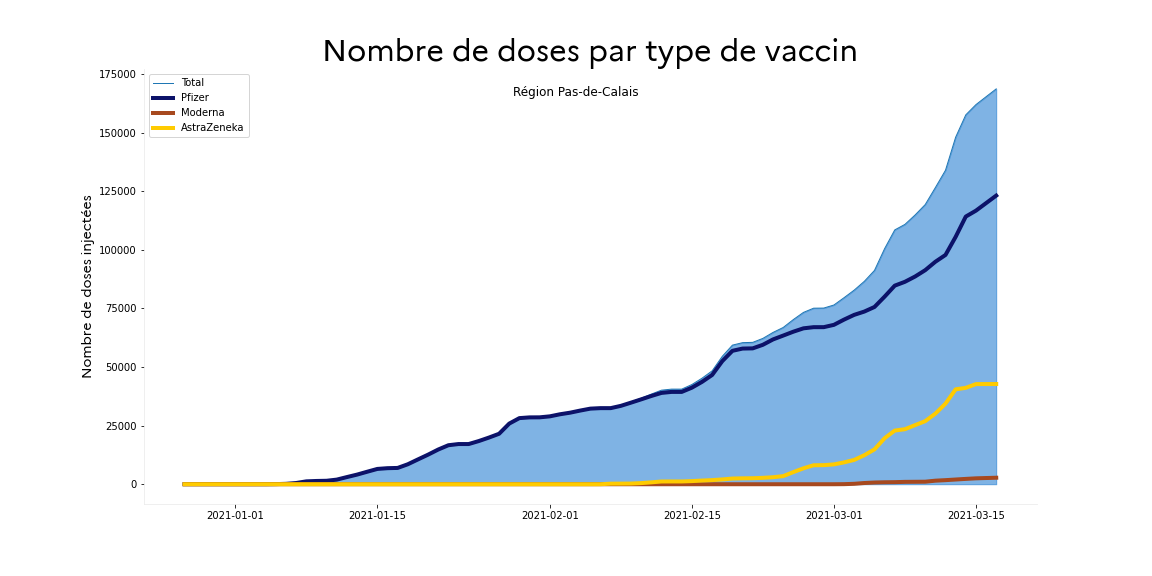 Nombre de doses par type de vaccin
Région Pas-de-Calais
Total
Pfizer
Moderna
AstraZeneka
Nombre de doses injectées
175000
150000
125000
100000
75000
50000
25000
0
2021-01-01
2021-01-15
2021-02-01
2021-02-15
2021-03-01
2021-03-15